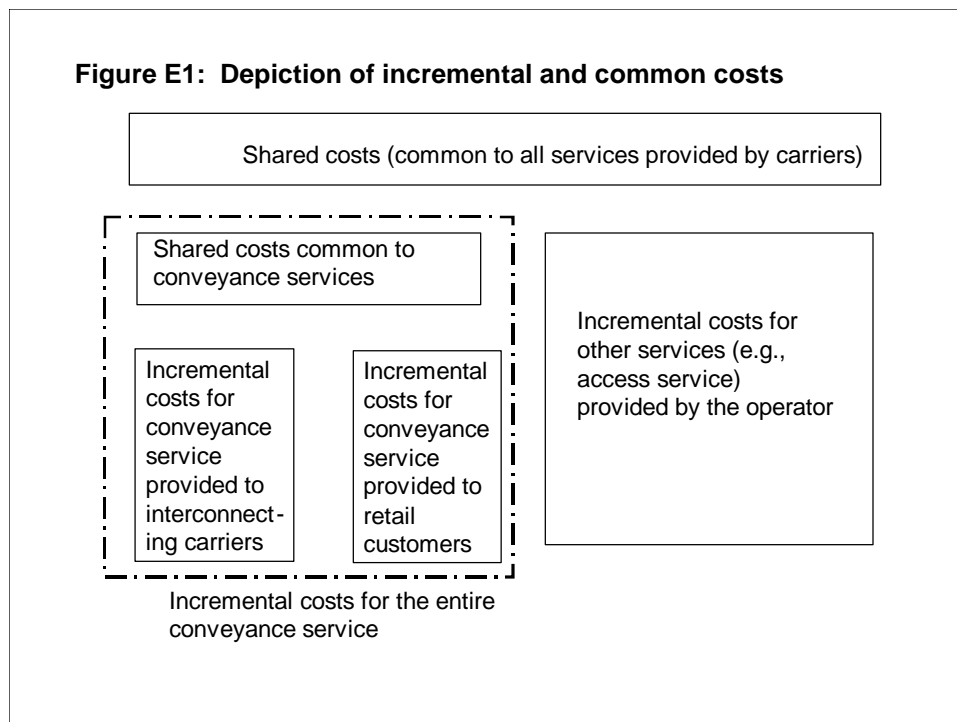 Figure E1:  Depiction of incremental and common costs
Shared costs (common to all services provided by carriers)
Shared costs common to
conveyance services
Incremental
costs for
conveyance
service
provided to
interconnect-
ing carriers
Incremental
costs for
conveyance
service
provided to
retail
customers
Incremental costs for
other services (e.g.,
access service)
provided by the operator
Incremental costs for the entire
conveyance service